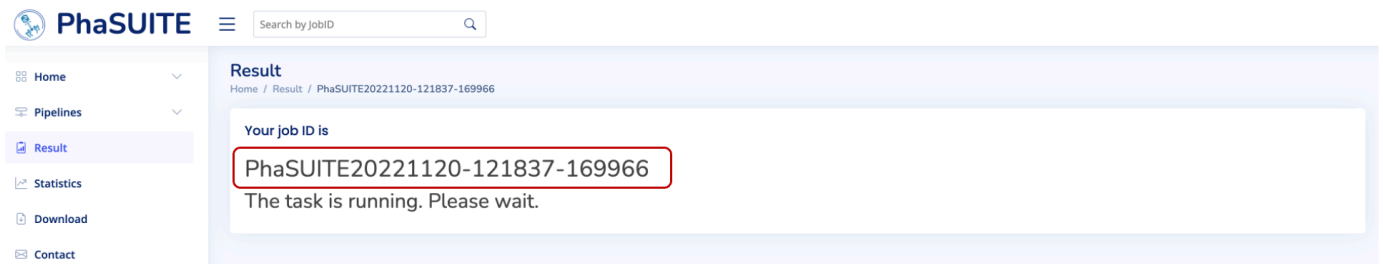 PhaSUITE
Search by JobID
Home
Pipelines
Result
Statistics
Download
Contact
Result
Home / Result / PhaSUITE20221120-121837-169966
Your job ID is
PhaSUITE20221120-121837-169966
The task is running. Please wait.